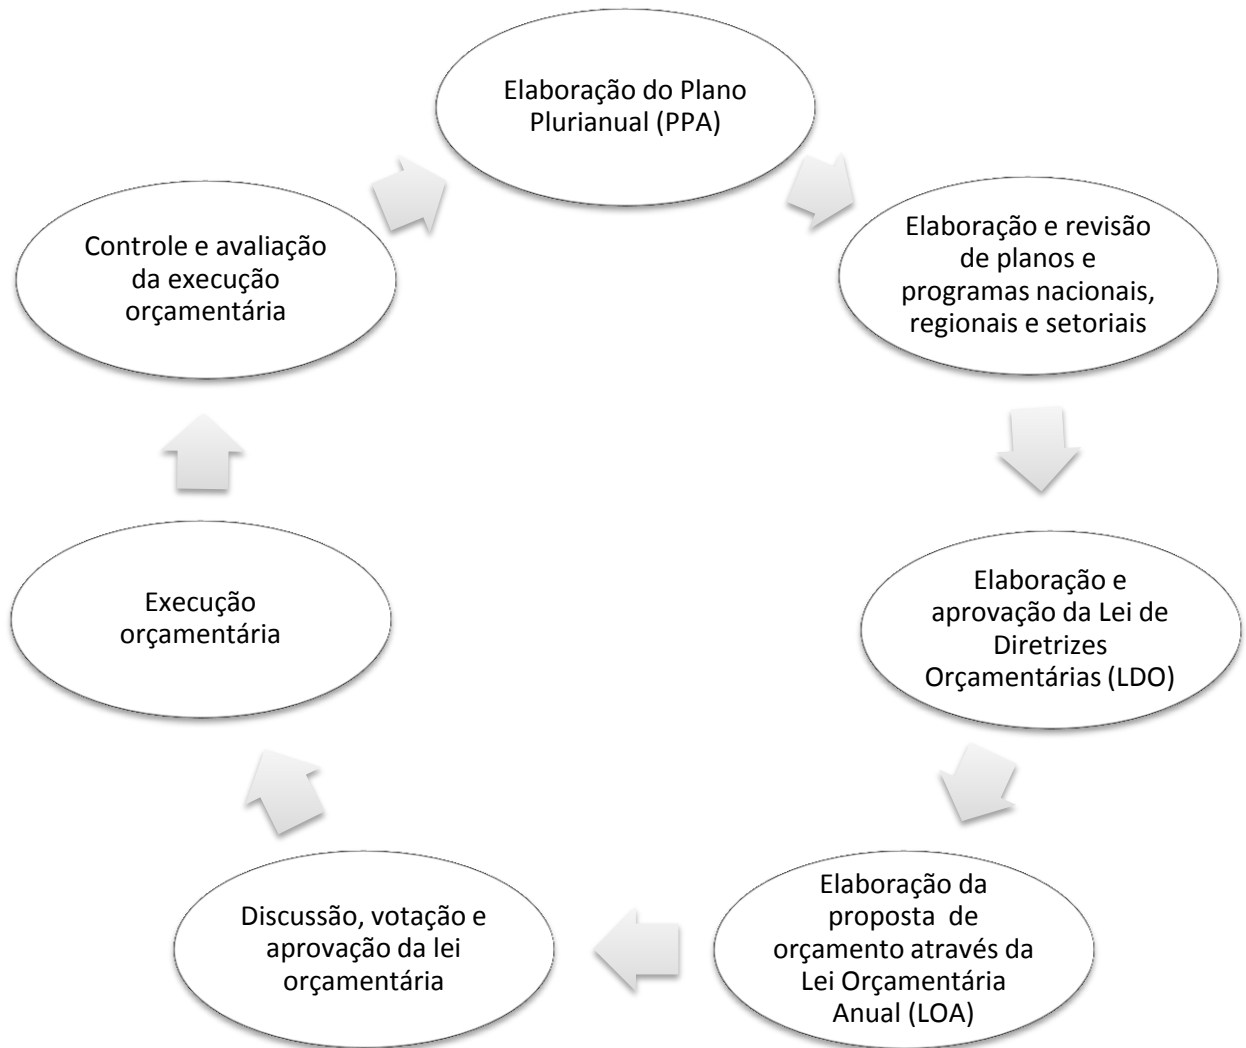 Elaboração do Plano
Plurianual (PPA)
Elaboração e revisão
de planos e
programas nacionais,
regionais e setoriais
Elaboração e
aprovação da Lei de
Diretrizes
Orçamentárias (LDO)
Elaboração da
proposta  de
orçamento através da
Lei Orçamentária
Anual (LOA)
Discussão, votação e
aprovação da lei
orçamentária
Execução
orçamentária
Controle e avaliação
da execução
orçamentária